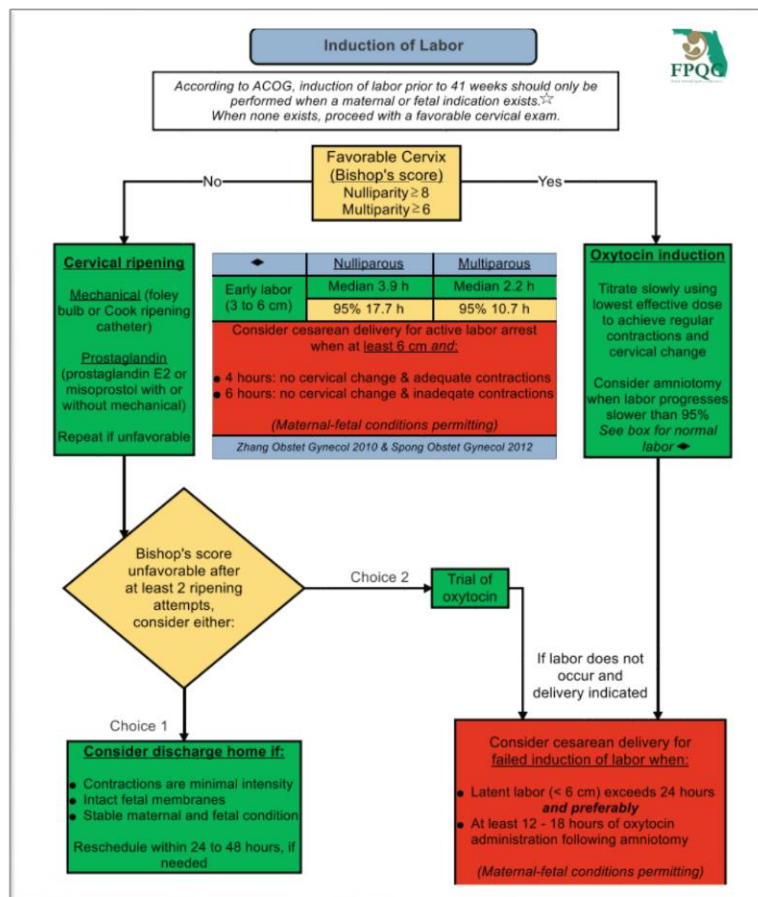 Induction of Labor
FPQC
According to ACOG, induction of labor prior to 41 weeks should only be
performed when a maternal or fetal indication exists.☆
When none exists, proceed with a favorable cervical exam.
Favorable Cervix
(Bishop's score)
Nulliparity ≥ 8
Multiparity ≥ 6
No
Yes
Cervical ripening
Mechanical (foley
bulb or Cook ripening
catheter)
Prostaglandin
(prostaglandin E2 or
misoprostol with or
without mechanical)
Repeat if unfavorable
◆ Nulliparous Multiparous
Early labor
(3 to 6 cm)
Median 3.9 h Median 2.2 h
95% 17.7 h 95% 10.7 h
Consider cesarean delivery for active labor arrest
when at least 6 cm and:
● 4 hours: no cervical change & adequate contractions
● 6 hours: no cervical change & inadeqate contractions
(Maternal-fetal conditions permitting)
Zhang Obstet Gynecol 2010 & Spong Obstet Gynecol 2012
Oxytocin induction
Titrate slowly using
lowest effective dose
to achieve regular
contractions and
cervical change
Consider amniotomy
when labor progresses
slower than 95%
See box for normal
labor ◆
Bishop's score
unfavorable after
at least 2 ripening
attempts,
consider either:
Choice 2
Trial of
oxytocin
If labor does not
occur and
delivery indicated
Choice 1
Consider discharge home if:
● Contractions are minimal intensity
● Intact fetal membranes
● Stable maternal and fetal condition
Reschedule within 24 to 48 hours, if
needed
Consider cesarean delivery for
failed induction of labor when:
● Latent labor (< 6 cm) exceeds 24 hours
and preferably
● At least 12 - 18 hours of oxytocin
administration following amniotomy
(Maternal-fetal conditions permitting)